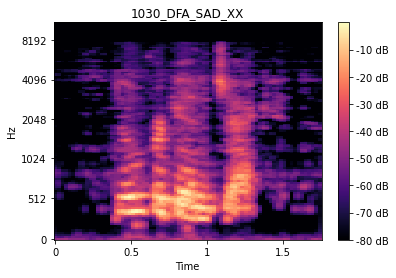 1030_DFA_SAD_XX
Hz
8192
4096
2048
1024
512
0
0
0.5
1
1.5
Time
-10 dB
-20 dB
-30 dB
-40 dB
-50 dB
-60 dB
-70 dB
-80 dB